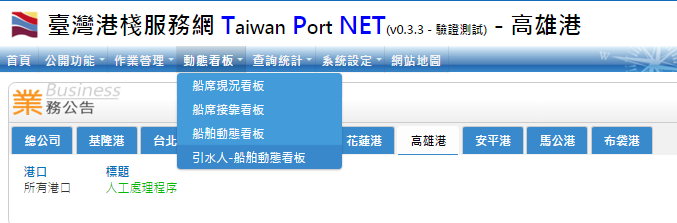 臺灣港棧服務網 Taiwan Port NET(v0.3.3 - 驗證測試) - 高雄港
首頁 公開功能 作業管理 動態看板 查詢統計 系統設定 網站地圖
船席現況看板
船席接靠看板
船舶動態看板
引水人-船舶動態看板
Business
業務公告
總公司 基隆港 台北 花蓮港 高雄港 安平港 馬公港 布袋港
港口 標題
所有港口 人工處理程序